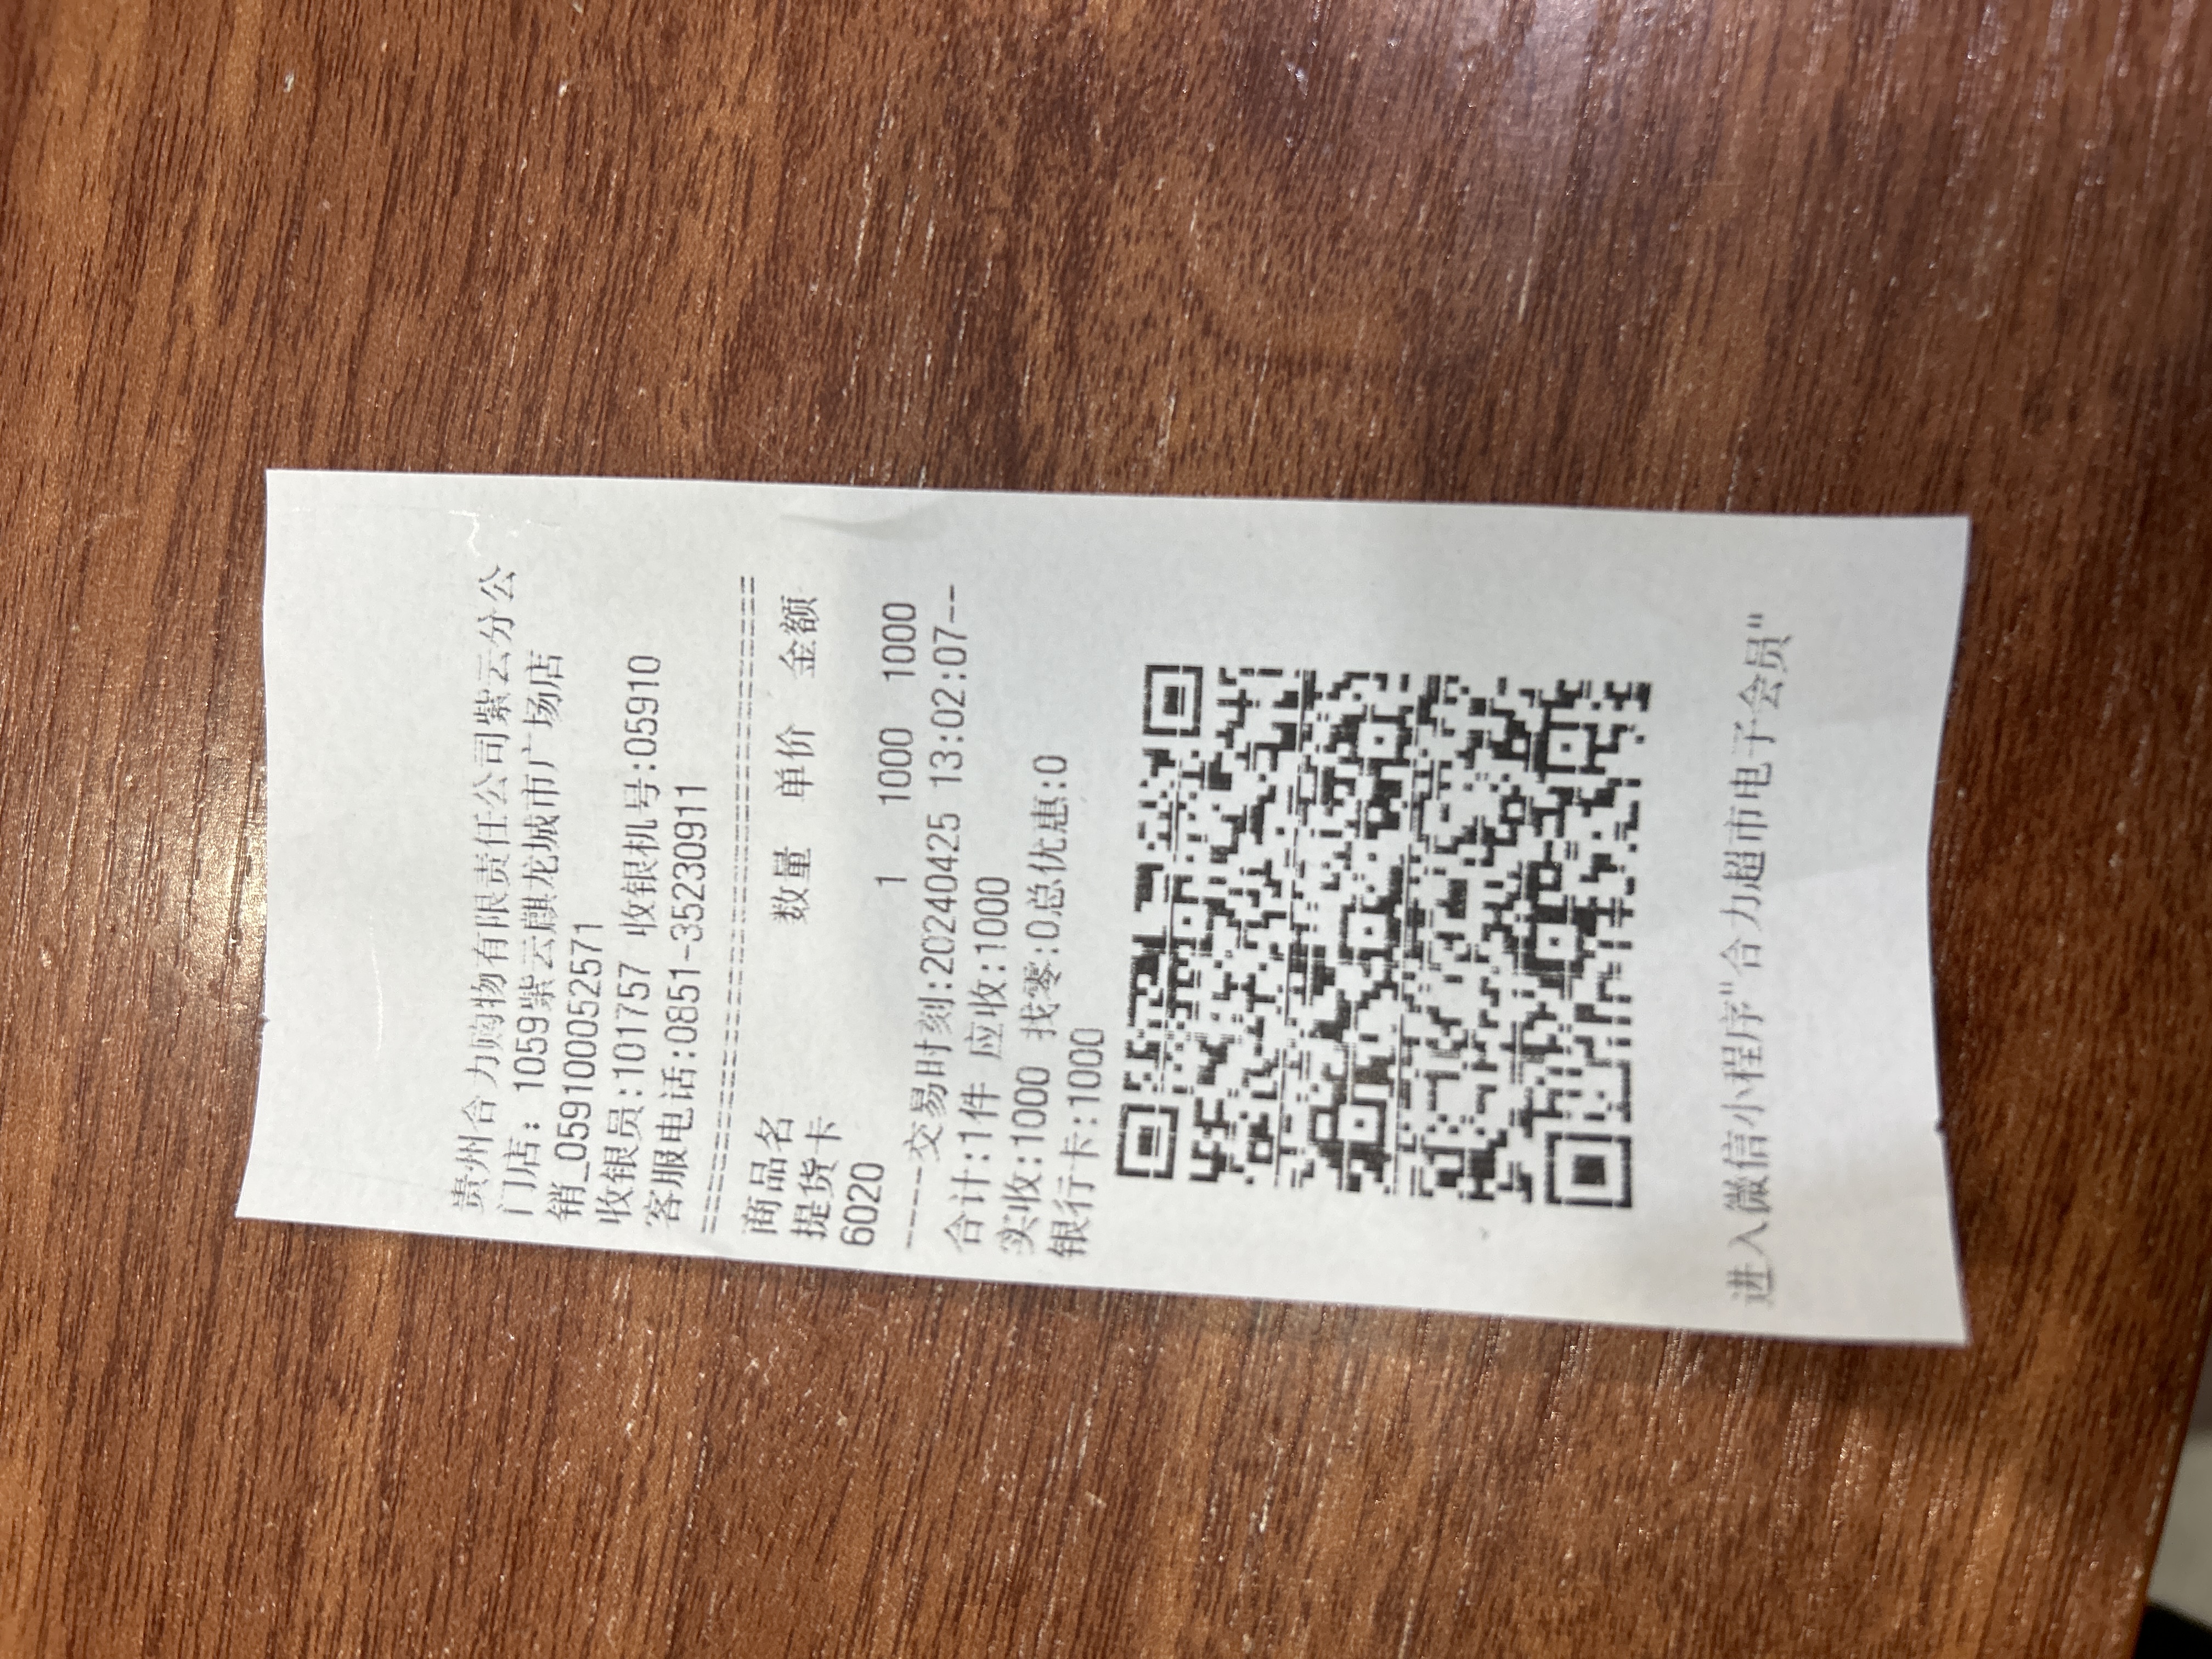 贵州合力购物有限责任公司紫云分公
门店: 1059紫云麒龙城市广场店
销_0591000052571
收银员:101757 收银机号:05910
客服电话:0851-35230911
================================
商品名 数量 单价 金额
提货卡
6020 1 1000 1000
----交易时刻:20240425 13:02:07--
合计:1件 应收:1000
实收:1000 找零:0总优惠:0
银行卡:1000
进入微信小程序"合力超市电子会员"